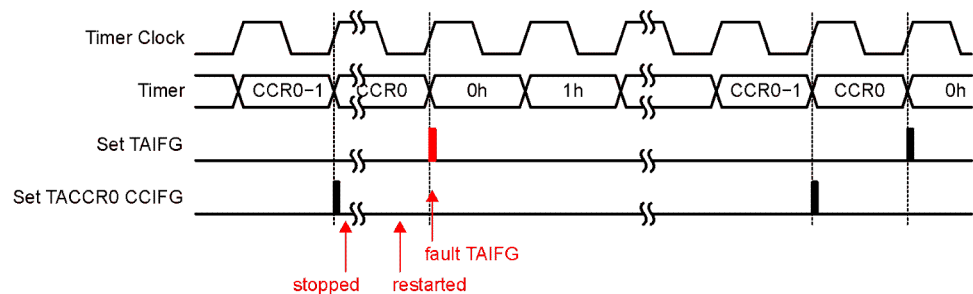 Timer Clock
Timer CCR0−1 CCR0 0h 1h CCR0−1 CCR0 0h
Set TAIFG
Set TACCR0 CCIFG
fault TAIFG
stopped restarted